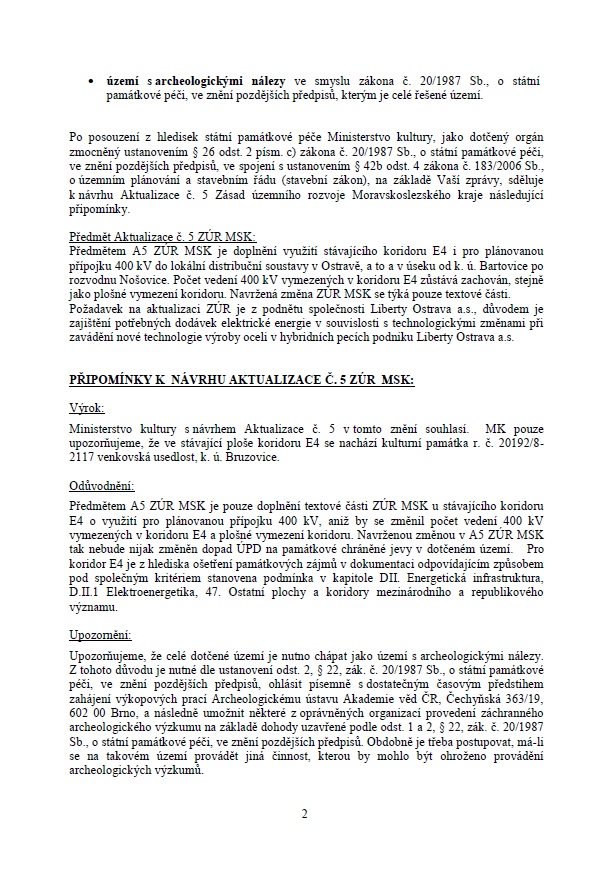 • území s archeologickými nálezy ve smyslu zákona č. 20/1987 Sb., o státní
památkové péči, ve znění pozdějších předpisů, kterým je celé řešené území.
Po posouzení z hledisek státní památkové péče Ministerstvo kultury, jako dotčený orgán
zmocněný ustanovením § 26 odst. 2 písm. c) zákona č. 20/1987 Sb., o státní památkové péči,
ve znění pozdějších předpisů, ve spojení s ustanovením § 42b odst. 4 zákona č. 183/2006 Sb.,
o územním plánování a stavebním řádu (stavební zákon), na základě Vaší zprávy, sděluje
k návrhu Aktualizace č. 5 Zásad územního rozvoje Moravskoslezského kraje následující
připomínky.
Předmět Aktualizace č. 5 ZÚR MSK:
Předmětem A5 ZÚR MSK je doplnění využití stávajícího koridoru E4 i pro plánovanou
přípojku 400 kV do lokální distribuční soustavy v Ostravě, a to a v úseku od k. ú. Bartovice po
rozvodnu Nošovice. Počet vedení 400 kV vymezených v koridoru E4 zůstává zachován, stejně
jako plošné vymezení koridoru. Navržená změna ZÚR MSK se týká pouze textové části.
Požadavek na aktualizaci ZÚR je z podnětu společnosti Liberty Ostrava a.s., důvodem je
zajištění potřebných dodávek elektrické energie v souvislosti s technologickými změnami při
zavádění nové technologie výroby oceli v hybridních pecích podniku Liberty Ostrava a.s.
PŘIPOMÍNKY K NÁVRHU AKTUALIZACE Č. 5 ZÚR MSK:
Výrok:
Ministerstvo kultury s návrhem Aktualizace č. 5 v tomto znění souhlasí. MK pouze
upozorňujeme, že ve stávající ploše koridoru E4 se nachází kulturní památka r. č. 20192/8-
2117 venkovská usedlost, k. ú. Bruzovice.
Odůvodnění:
Předmětem A5 ZÚR MSK je pouze doplnění textové části ZÚR MSK u stávajícího koridoru
E4 o využití pro plánovanou přípojku 400 kV, aniž by se změnil počet vedení 400 kV
vymezených v koridoru E4 a plošné vymezení koridoru. Navrženou změnou v A5 ZÚR MSK
tak nebude nijak změněn dopad ÚPD na památkové chráněné jevy v dotčeném území. Pro
koridor E4 je z hlediska ošetření památkových zájmů v dokumentaci odpovídajícím způsobem
pod společným kritériem stanovena podmínka v kapitole DII. Energetická infrastruktura,
D.II.1 Elektroenergetika, 47. Ostatní plochy a koridory mezinárodního a republikového
významu.
Upozornění:
Upozorňujeme, že celé dotčené území je nutno chápat jako území s archeologickými nálezy.
Z tohoto důvodu je nutné dle ustanovení odst. 2, § 22, zák. č. 20/1987 Sb., o státní památkové
péči, ve znění pozdějších předpisů, ohlásit písemně s dostatečným časovým předstihem
zahájení výkopových prací Archeologickému ústavu Akademie věd ČR, Čechyňská 363/19,
602 00 Brno, a následně umožnit některé z oprávněných organizací provedení záchranného
archeologického výzkumu na základě dohody uzavřené podle odst. 1 a 2, § 22, zák. č. 20/1987
Sb., o státní památkové péči, ve znění pozdějších předpisů. Obdobně je třeba postupovat, má-li
se na takovém území provádět jiná činnost, kterou by mohlo být ohroženo provádění
archeologických výzkumů.
2